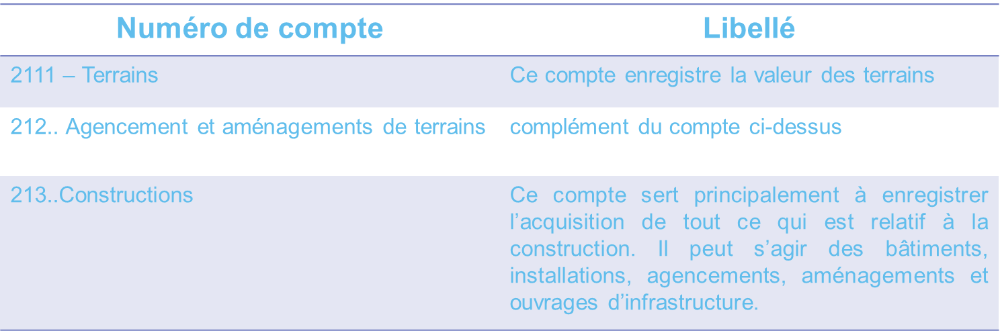 Numéro de compte Libellé
2111 – Terrains Ce compte enregistre la valeur des terrains
212.. Agencement et aménagements de terrains complément du compte ci-dessus
213..Constructions Ce compte sert principalement à enregistrer
l’acquisition de tout ce qui est relatif à la
construction. Il peut s’agir des bâtiments,
installations, agencements, aménagements et
ouvrages d’infrastructure.